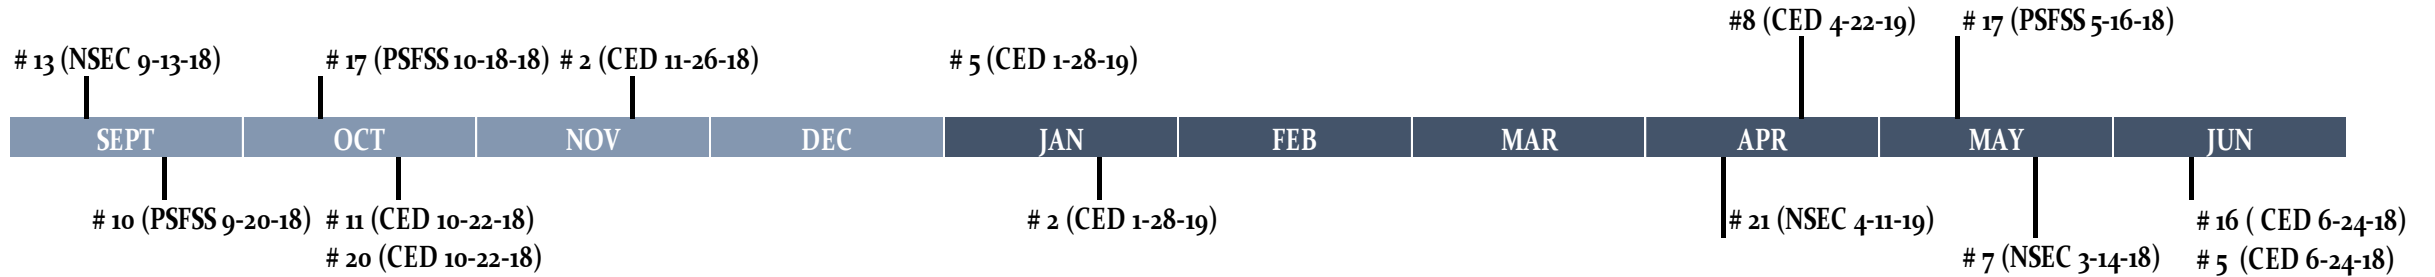 #8 (CED 4-22-19)
# 17 (PSFSS 5-16-18)
# 13 (NSEC 9-13-18)
# 17 (PSFSS 10-18-18)
# 2 (CED 11-26-18)
# 5 (CED 1-28-19)
SEPT
OCT
NOV
DEC
JAN
FEB
MAR
APR
MAY
JUN
# 10 (PSFSS 9-20-18)
# 11 (CED 10-22-18)
# 20 (CED 10-22-18)
# 2 (CED 1-28-19)
# 21 (NSEC 4-11-19)
# 7 (NSEC 3-14-18)
# 16 ( CED 6-24-18)
# 5 (CED 6-24-18)